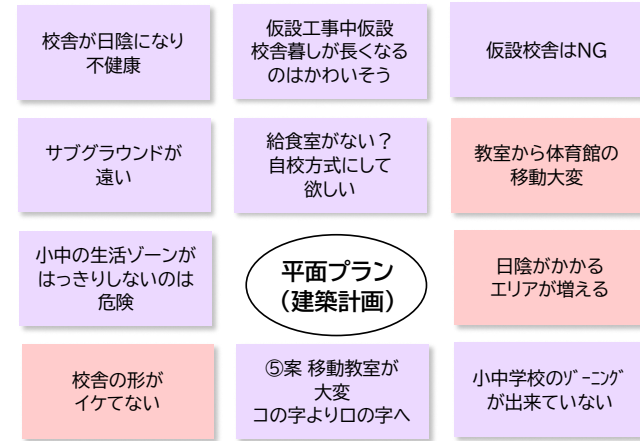 校舎が日陰になり
不健康
仮設工事中仮設
校舎暮しが長くなる
のはかわいそう
仮設校舎はNG
サブグラウンドが
遠い
給食室がない？
自校方式にして
欲しい
教室から体育館の
移動大変
小中の生活ゾーンが
はっきりしないのは
危険
平面プラン
（建築計画）
日陰がかかる
エリアが増える
校舎の形が
イケてない
⑤案 移動教室が
大変
コの字よりロの字へ
小中学校のｿﾞｰﾆﾝｸﾞ
が出来ていない